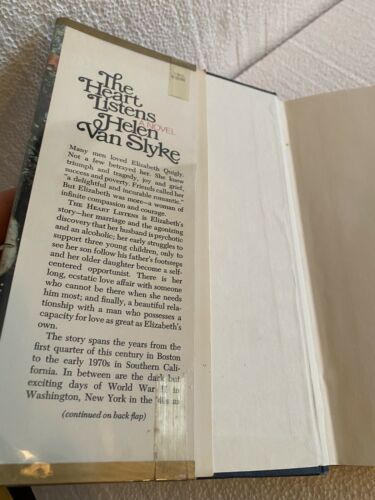 The
Heart
Listens
A NOVEL
Helen
Van Slyke
Many men loved Elizabeth Quigly.
Not a few betrayed her. She knew
triumph and tragedy, joy and grief,
success and poverty. Friends called her
"a delightful and incurable romantic."
But Elizabeth was more—a woman of
infinite compassion and courage.
THE HEART LISTENS is Elizabeth's
story—her marriage and the agonizing
discovery that her husband is psychotic
and an alcoholic; her early struggles to
support three young children, only to
see her son follow his father's footsteps
and her older daughter become a self-
centered opportunist. There is her
long, ecstatic love affair with someone
who cannot be there when she needs
him most; and finally, a beautiful rela-
tionship with a man who possesses a
capacity for love as great as Elizabeth's
own.
The story spans the years from the
first quarter of this century in Boston
to the early 1970s in Southern Cali-
fornia. In between are the dark but
exciting days of World War II in
Washington, New York in the
(continued on back flap)